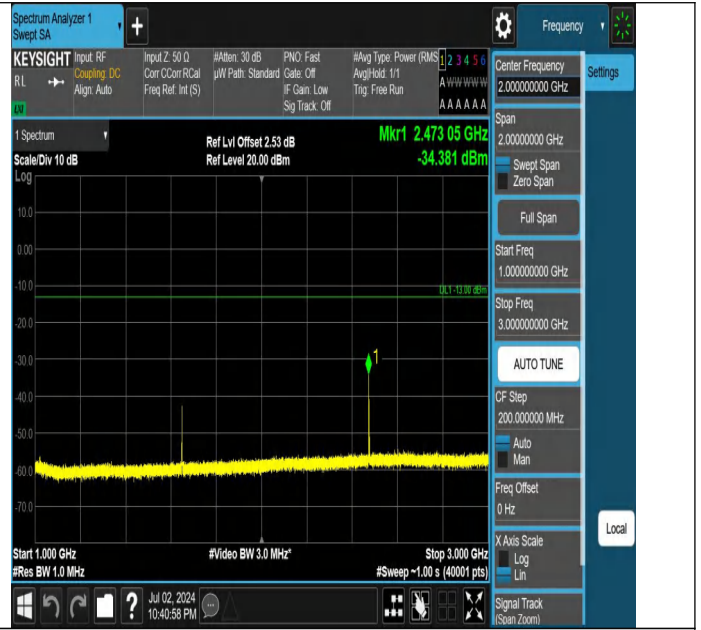 Spectrum Analyzer 1
Swept SA
Frequency
KEYSIGHT
Input: RF
Coupling: DC
Align: Auto
Input Z: 50 Ω
Corr CCorr RCal
Freq Ref: Int (S)
#Atten: 30 dB
µW Path: Standard
PNO: Fast
Gate: Off
IF Gain: Low
Sig Track: Off
#Avg Type: Power (RMS
Avg|Hold: 1/1
Trig: Free Run
1 2 3 4 5 6
A W W W W W
A A A A A A
R L
LXI
1 Spectrum
Scale/Div 10 dB
Log
Ref Lvl Offset 2.53 dB
Ref Level 20.00 dBm
Mkr1 2.473 05 GHz
-34.381 dBm
10.0
0.00
-10.0
DL1 -13.00 dBm
-20.0
-30.0
1
-40.0
-50.0
-60.0
-70.0
Start 1.000 GHz
#Res BW 1.0 MHz
#Video BW 3.0 MHz*
Stop 3.000 GHz
#Sweep ~1.00 s (40001 pts)
?
Jul 02, 2024
10:40:58 PM
Center Frequency
2.000000000 GHz
Settings
Span
2.00000000 GHz
Swept Span
Zero Span
Full Span
Start Freq
1.000000000 GHz
Stop Freq
3.000000000 GHz
AUTO TUNE
CF Step
200.000000 MHz
Auto
Man
Freq Offset
0 Hz
X Axis Scale
Log
Lin
Local
Signal Track
(Span Zoom)